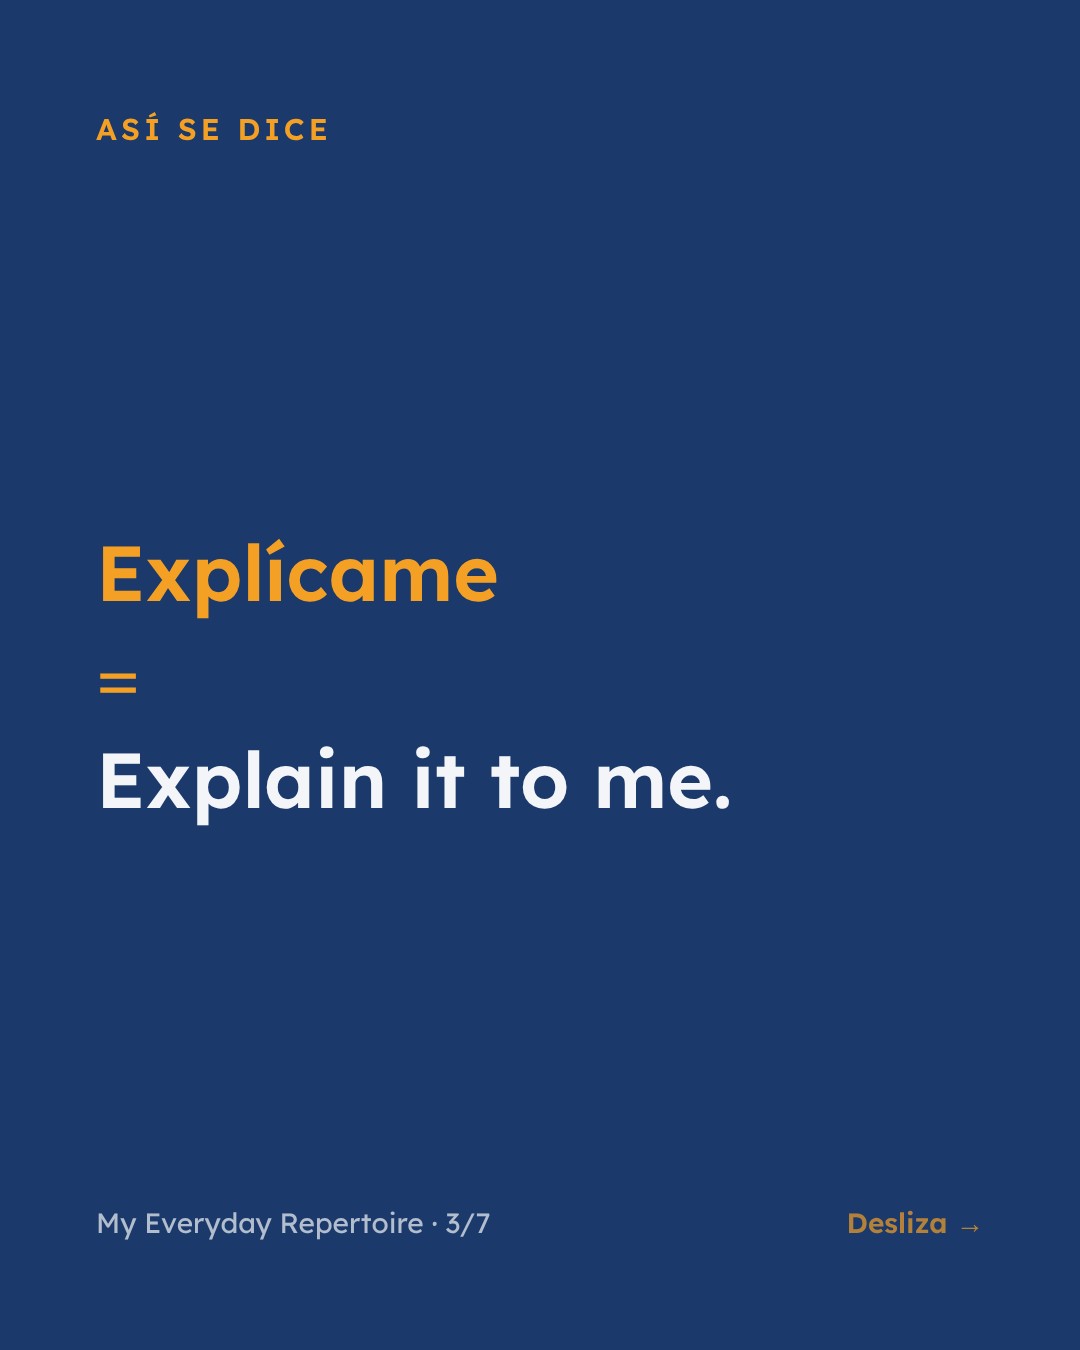 ASÍ SE DICE
Explícame
=
Explain it to me.
My Everyday Repertoire · 3/7
Desliza →